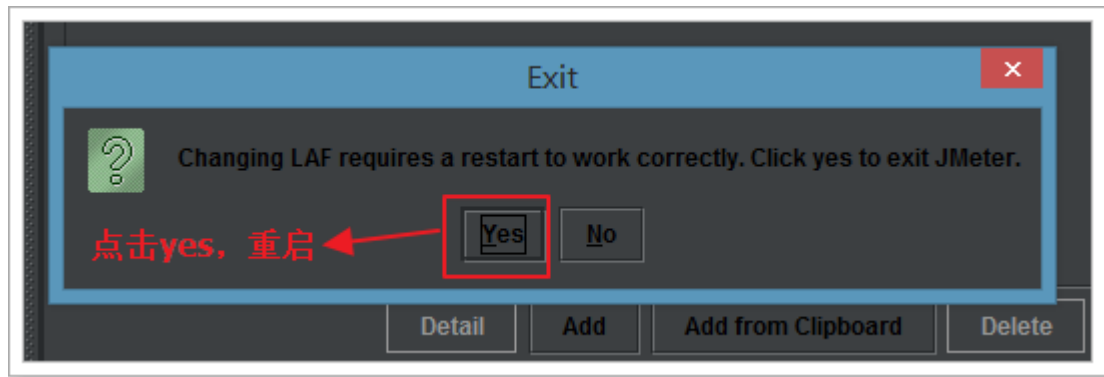 Exit
Changing LAF requires a restart to work correctly. Click yes to exit JMeter.
Yes No
点击yes，重启
Detail Add Add from Clipboard Delete